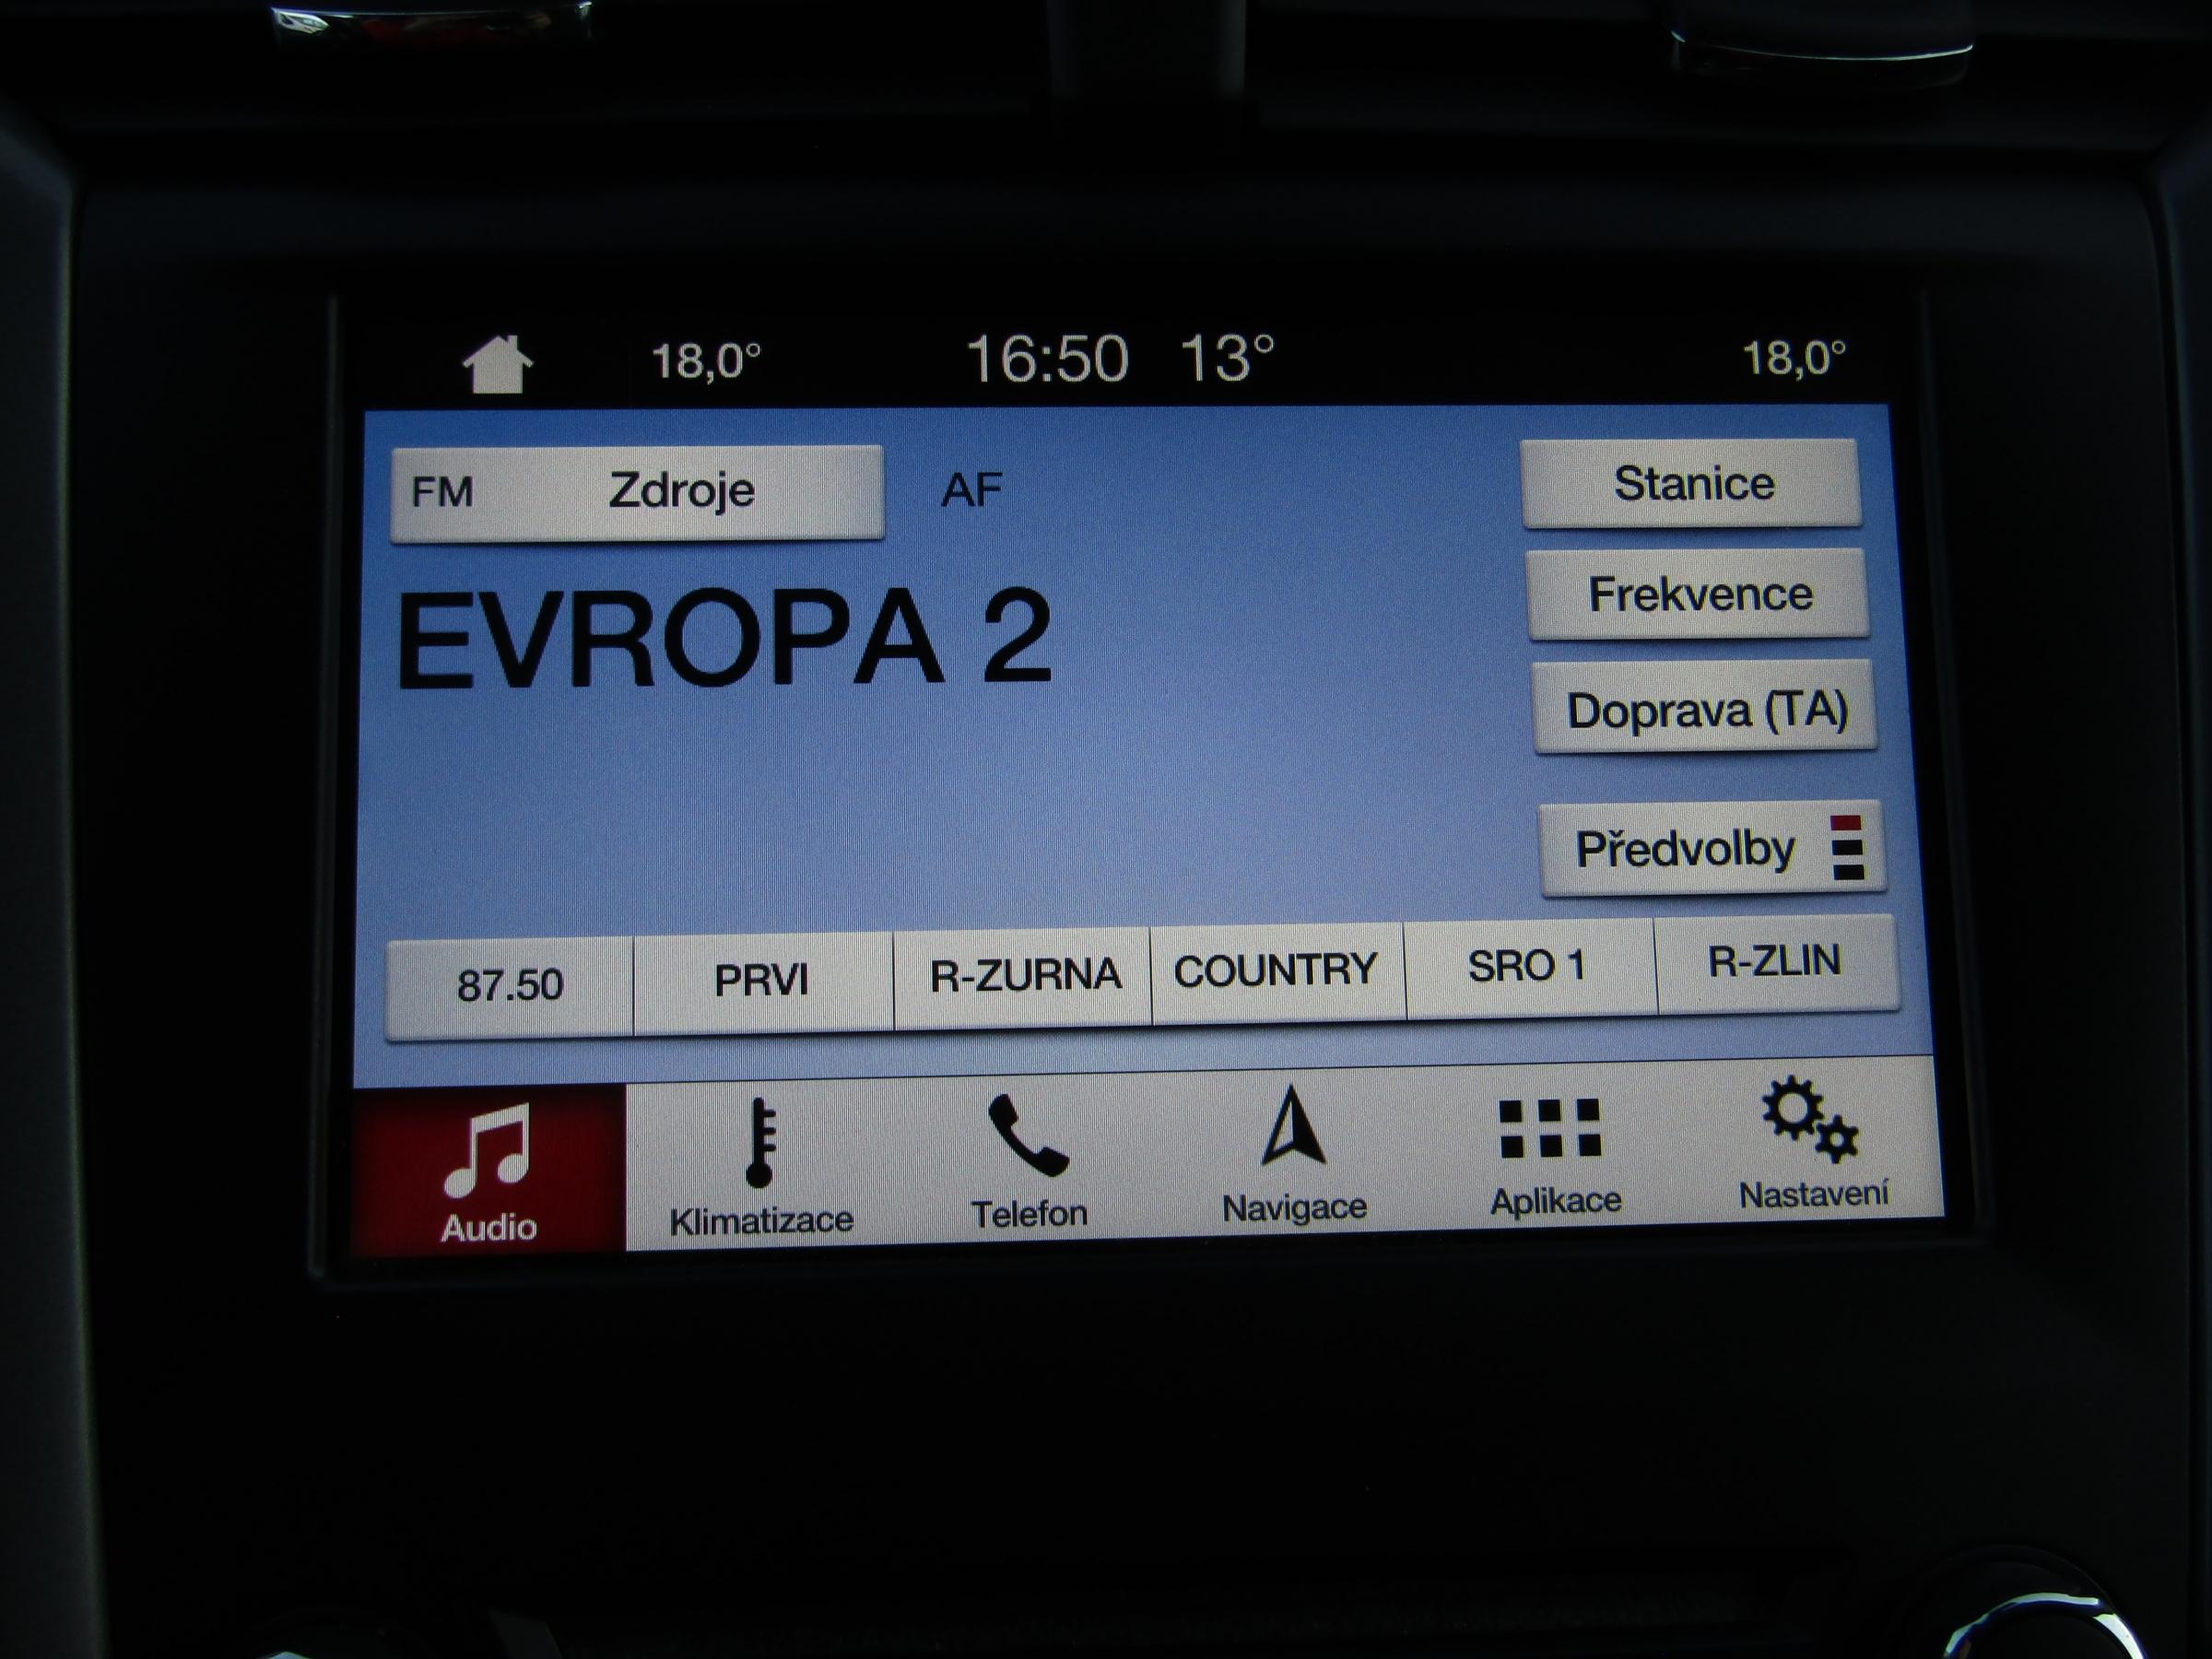 18,0° 16:50 13° 18,0°
FM Zdroje AF Stanice
Frekvence
EVROPA 2
Doprava (TA)
Předvolby
87.50 PRVI R-ZURNA COUNTRY SRO 1 R-ZLIN
Audio Klimatizace Telefon Navigace Aplikace Nastavení